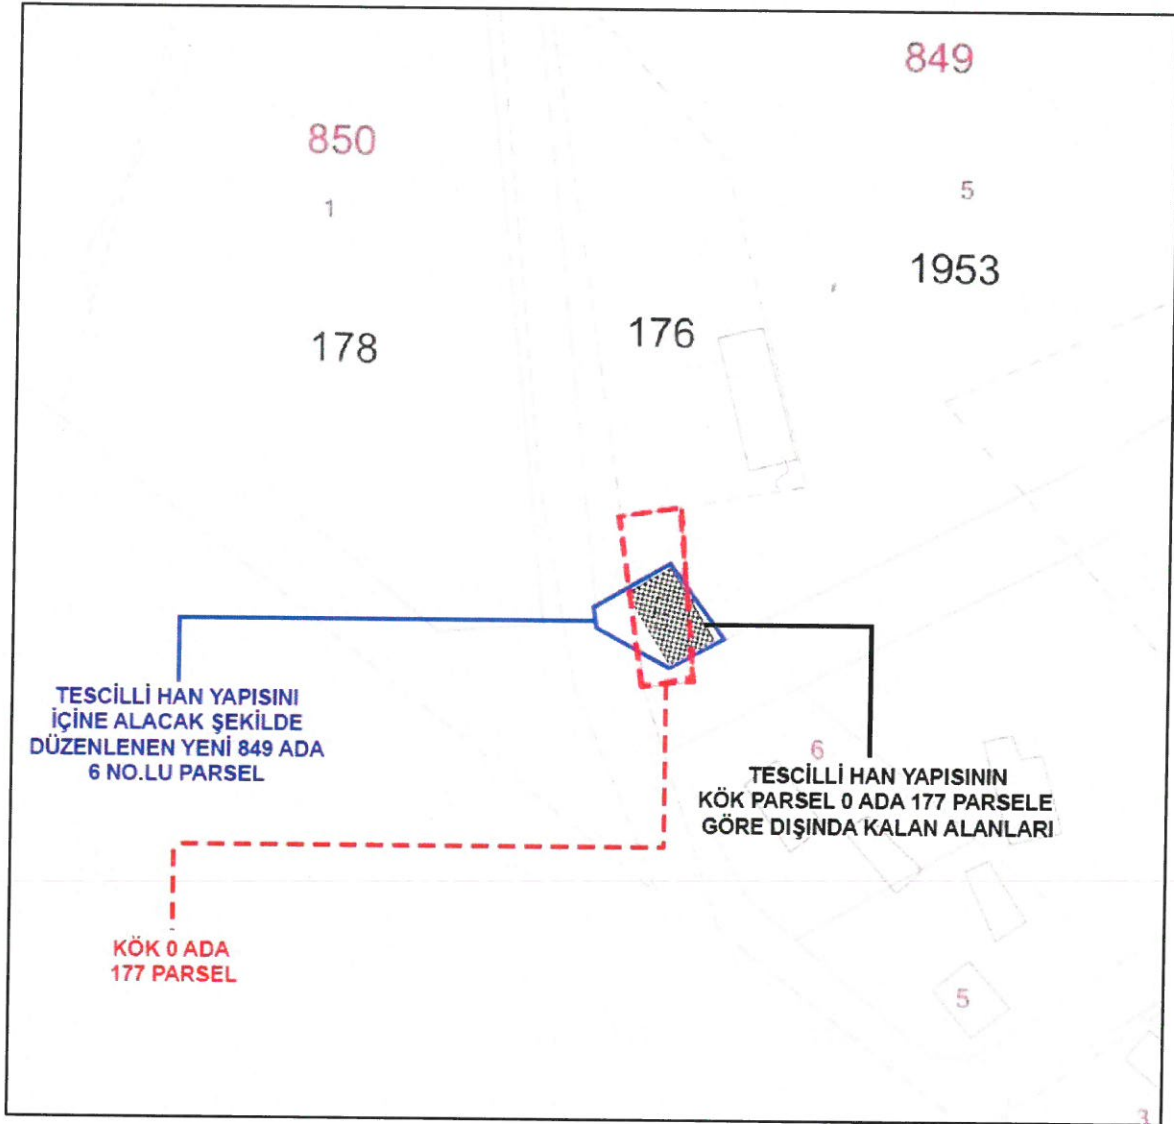 849
850
5
1
1953
176
178
TESCİLLİ HAN YAPISINI
İÇİNE ALACAK ŞEKİLDE
DÜZENLENEN YENİ 849 ADA
6 NO.LU PARSEL
6
TESCİLLİ HAN YAPISININ
KÖK PARSEL 0 ADA 177 PARSELE
GÖRE DIŞINDA KALAN ALANLARI
KÖK 0 ADA
177 PARSEL
5
3